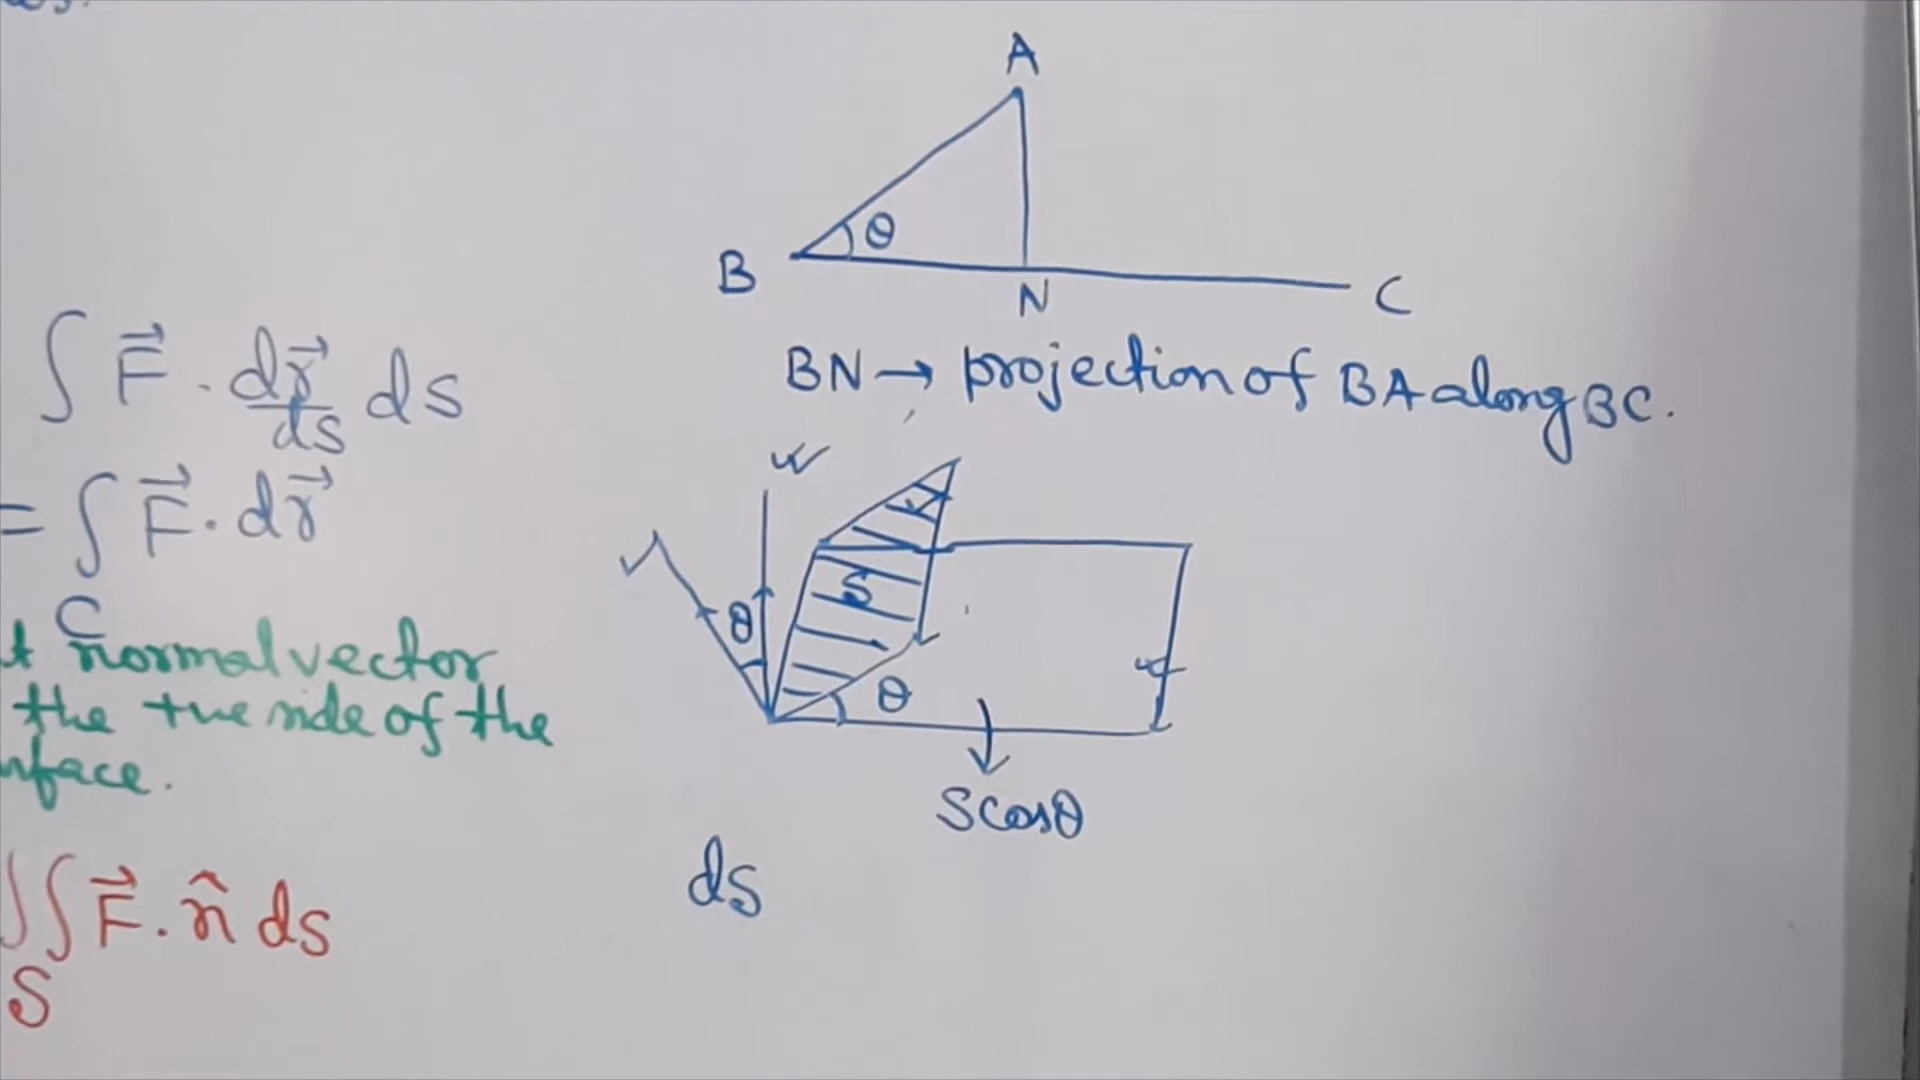 A
θ
B
N
C
BN → projection of BA along BC.
∫ F⃗ · dr⃗/ds ds
= ∫ F⃗ · dr⃗
C
normal vector
the +ve side of the
∬ F⃗ · n̂ ds
S
θ
S
θ
S cosθ
ds